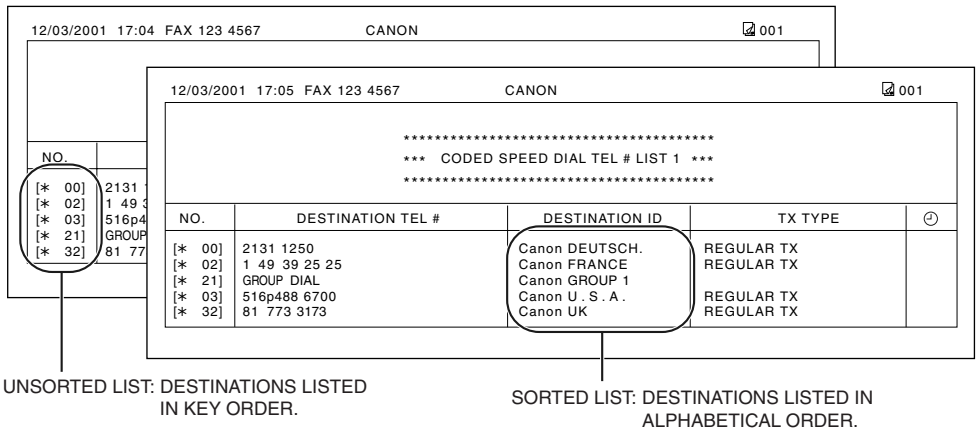 12/03/2001 17:04 FAX 123 4567 CANON 001
NO.
[* 00] 2131 1
[* 02] 1 49 3
[* 03] 516p4
[* 21] GROUP
[* 32] 81 77
12/03/2001 17:05 FAX 123 4567 CANON 001
****************************************
*** CODED SPEED DIAL TEL # LIST 1 ***
****************************************
NO. DESTINATION TEL # DESTINATION ID TX TYPE
[* 00] 2131 1250 Canon DEUTSCH. REGULAR TX
[* 02] 1 49 39 25 25 Canon FRANCE REGULAR TX
[* 21] GROUP DIAL Canon GROUP 1
[* 03] 516p488 6700 Canon U . S . A . REGULAR TX
[* 32] 81 773 3173 Canon UK REGULAR TX
UNSORTED LIST: DESTINATIONS LISTED
IN KEY ORDER.
SORTED LIST: DESTINATIONS LISTED IN
ALPHABETICAL ORDER.